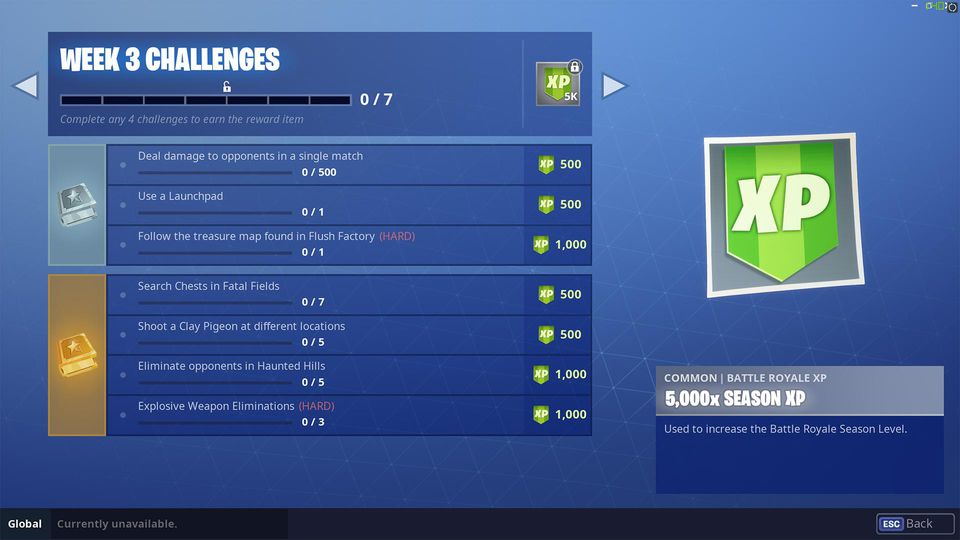 WEEK 3 CHALLENGES
0 / 7
Complete any 4 challenges to earn the reward item
XP
5K
Deal damage to opponents in a single match
0 / 500
XP 500
Use a Launchpad
0 / 1
XP 500
Follow the treasure map found in Flush Factory (HARD)
0 / 1
XP 1,000
Search Chests in Fatal Fields
0 / 7
XP 500
Shoot a Clay Pigeon at different locations
0 / 5
XP 500
Eliminate opponents in Haunted Hills
0 / 5
XP 1,000
Explosive Weapon Eliminations (HARD)
0 / 3
XP 1,000
XP
COMMON | BATTLE ROYALE XP
5,000x SEASON XP
Used to increase the Battle Royale Season Level.
Global Currently unavailable.
ESC Back